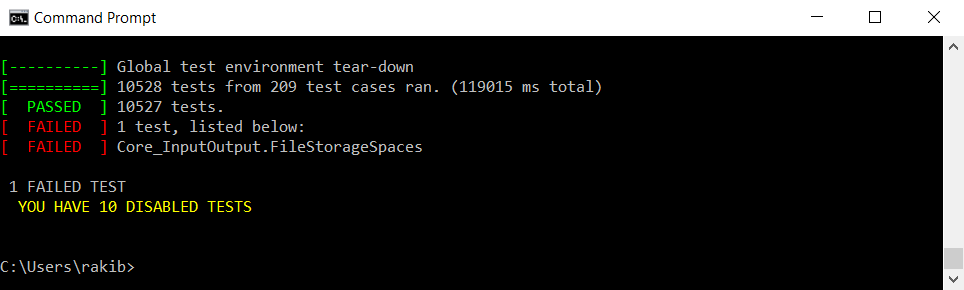 Command Prompt
[----------] Global test environment tear-down
[==========] 10528 tests from 209 test cases ran. (119015 ms total)
[  PASSED  ] 10527 tests.
[  FAILED  ] 1 test, listed below:
[  FAILED  ] Core_InputOutput.FileStorageSpaces
1 FAILED TEST
YOU HAVE 10 DISABLED TESTS
C:\Users\rakib>